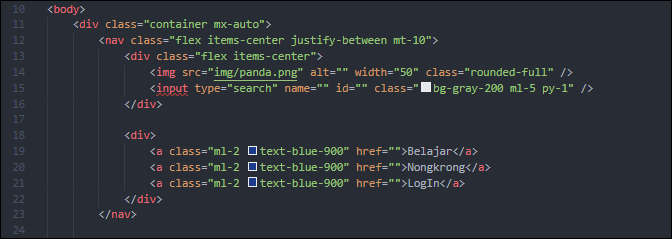 10 <body>
11 <div class="container mx-auto">
12 <nav class="flex items-center justify-between mt-10">
13 <div class="flex items-center">
14 <img src="img/panda.png" alt="" width="50" class="rounded-full" />
15 <input type="search" name="" id="" class="bg-gray-200 ml-5 py-1" />
16 </div>
17
18 <div>
19 <a class="ml-2 text-blue-900" href="">Belajar</a>
20 <a class="ml-2 text-blue-900" href="">Nongkrong</a>
21 <a class="ml-2 text-blue-900" href="">LogIn</a>
22 </div>
23 </nav>
24